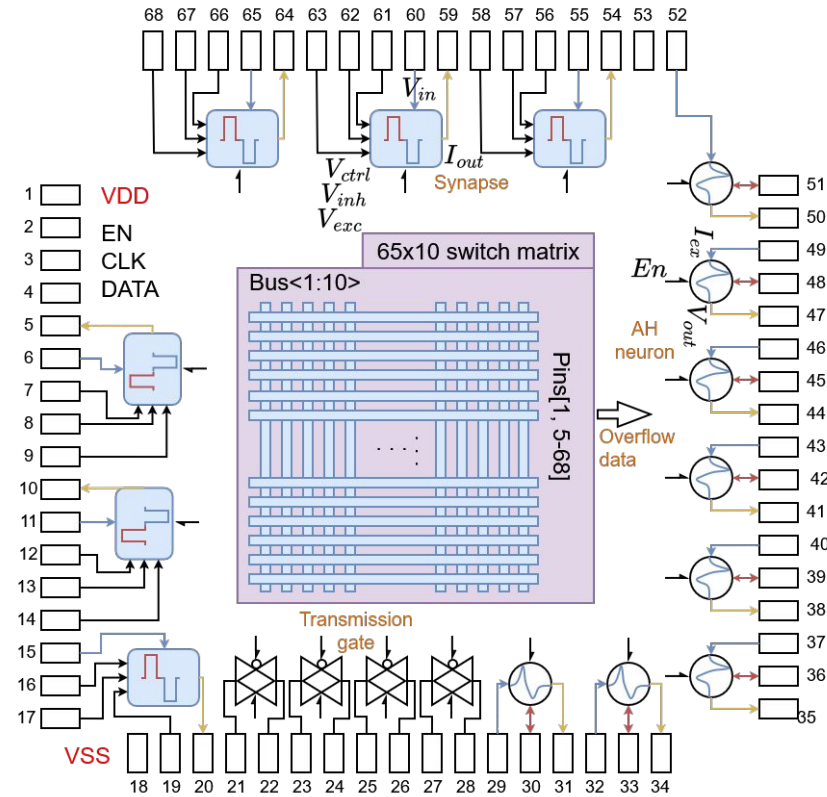 68 67 66 65 64 63 62 61 60 59 58 57 56 55 54 53 52
V_in
V_ctrl
V_inh
V_exc
I_out
Synapse
1 VDD
2 EN
3 CLK
4 DATA
5
6
7
8
9
10
11
12
13
14
15
16
17
VSS
65x10 switch matrix
Bus<1:10>
Pins[1, 5-68]
Overflow
data
51
50
I_ex
49
En
48
V_out
47
AH
neuron
46
45
44
43
42
41
40
39
38
37
36
35
Transmission
gate
18 19 20 21 22 23 24 25 26 27 28 29 30 31 32 33 34